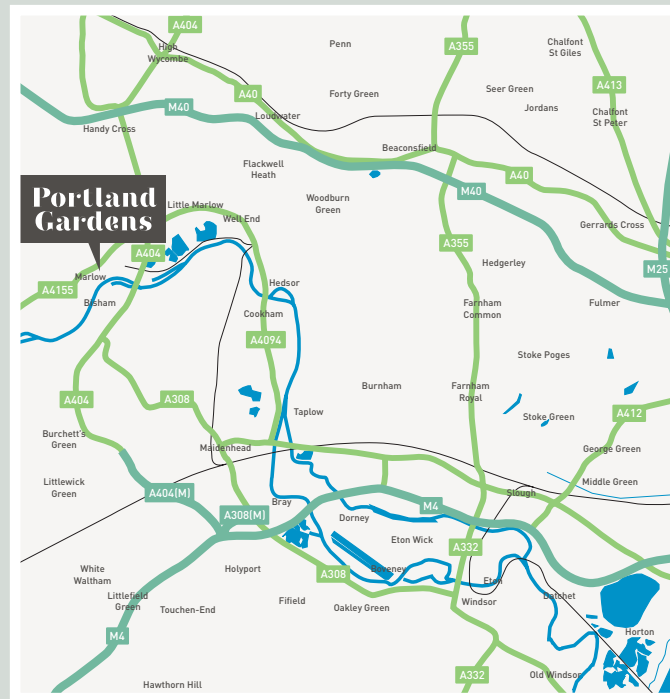 A404
High
Wycombe
Penn
A355
Chalfont
St Giles
A413
A40
Forty Green
Seer Green
Jordans
M40
Loudwater
Chalfont
St Peter
Handy Cross
Beaconsfield
Flackwell
Heath
A40
M40
Portland
Gardens
Woodburn
Green
Little Marlow
Well End
Gerrards Cross
A404
A355
Hedgerley
M25
Marlow
A4155
Bisham
Hedsor
Cookham
Farnham
Common
Fulmer
A4094
Stoke Poges
A404
A308
Burnham
Farnham
Royal
Taplow
Stoke Green
A412
Burchett's
Green
Maidenhead
George Green
Littlewick
Green
Middle Green
A404(M)
Slough
Bray
M4
A308(M)
Dorney
Eton Wick
A332
White
Waltham
Holyport
A308
Boveney
Eton
Littlefield
Green
Touchen-End
Fifield
Oakley Green
Windsor
Datchet
M4
Horton
A332
Old Windsor
Hawthorn Hill